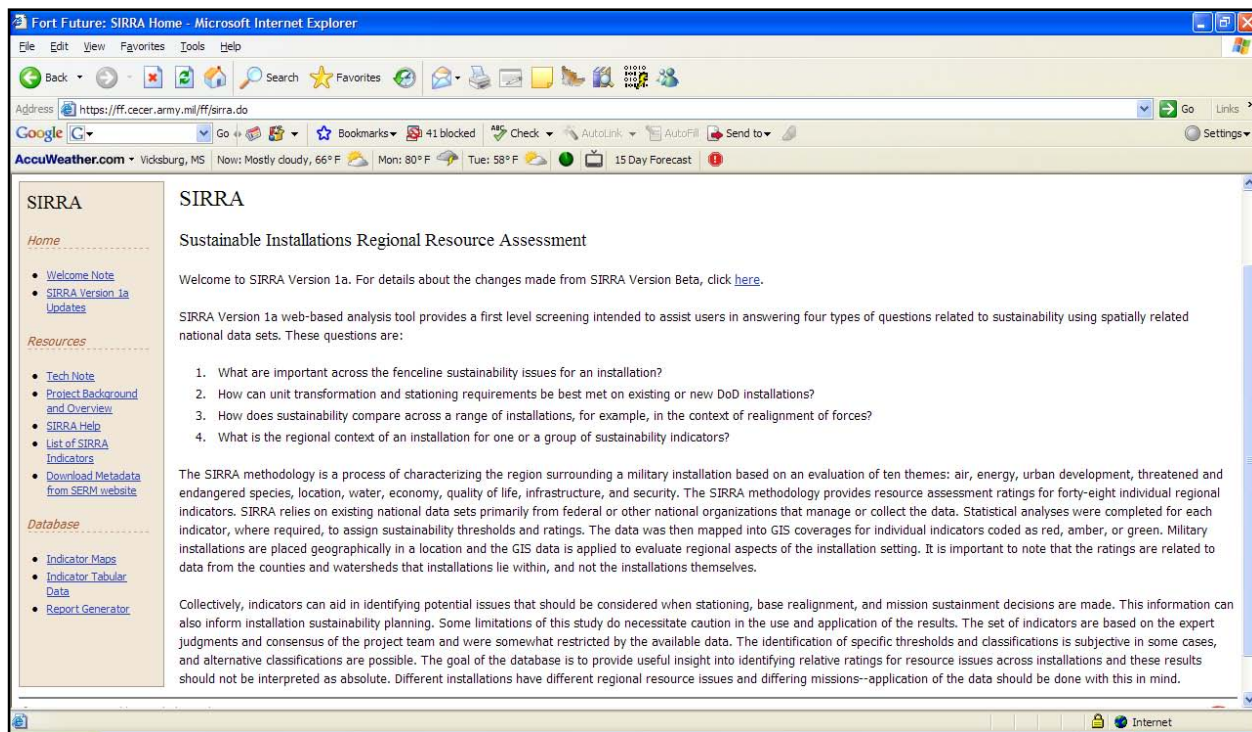 Fort Future: SIRRA Home - Microsoft Internet Explorer
File Edit View Favorites Tools Help
Back Search Favorites
Address https://ff.cecer.army.mil/ff/sirra.do Go Links
Google G Go Bookmarks 41 blocked ABC Check AutoLink AutoFill Send to Settings
AccuWeather.com Vicksburg, MS Now: Mostly cloudy, 66° F Mon: 80° F Tue: 58° F 15 Day Forecast
SIRRA
Home
Welcome Note
SIRRA Version 1a
Updates
Resources
Tech Note
Project Background
and Overview
SIRRA Help
List of SIRRA
Indicators
Download Metadata
from SERM website
Database
Indicator Maps
Indicator Tabular
Data
Report Generator
SIRRA
Sustainable Installations Regional Resource Assessment
Welcome to SIRRA Version 1a. For details about the changes made from SIRRA Version Beta, click here.
SIRRA Version 1a web-based analysis tool provides a first level screening intended to assist users in answering four types of questions related to sustainability using spatially related
national data sets. These questions are:
1. What are important across the fenceline sustainability issues for an installation?
2. How can unit transformation and stationing requirements be best met on existing or new DoD installations?
3. How does sustainability compare across a range of installations, for example, in the context of realignment of forces?
4. What is the regional context of an installation for one or a group of sustainability indicators?
The SIRRA methodology is a process of characterizing the region surrounding a military installation based on an evaluation of ten themes: air, energy, urban development, threatened and
endangered species, location, water, economy, quality of life, infrastructure, and security. The SIRRA methodology provides resource assessment ratings for forty-eight individual regional
indicators. SIRRA relies on existing national data sets primarily from federal or other national organizations that manage or collect the data. Statistical analyses were completed for each
indicator, where required, to assign sustainability thresholds and ratings. The data was then mapped into GIS coverages for individual indicators coded as red, amber, or green. Military
installations are placed geographically in a location and the GIS data is applied to evaluate regional aspects of the installation setting. It is important to note that the ratings are related to
data from the counties and watersheds that installations lie within, and not the installations themselves.
Collectively, indicators can aid in identifying potential issues that should be considered when stationing, base realignment, and mission sustainment decisions are made. This information can
also inform installation sustainability planning. Some limitations of this study do necessitate caution in the use and application of the results. The set of indicators are based on the expert
judgments and consensus of the project team and were somewhat restricted by the available data. The identification of specific thresholds and classifications is subjective in some cases,
and alternative classifications are possible. The goal of the database is to provide useful insight into identifying relative ratings for resource issues across installations and these results
should not be interpreted as absolute. Different installations have different regional resource issues and differing missions--application of the data should be done with this in mind.
Internet